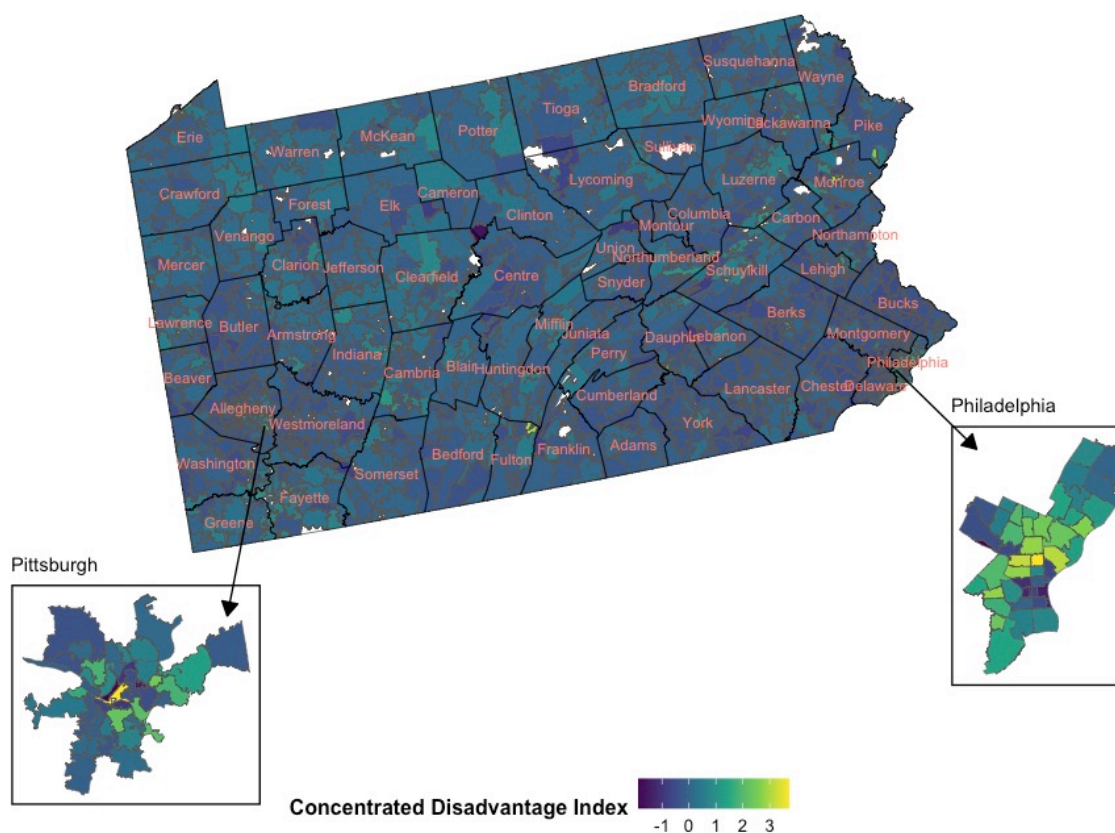 Susquehanna
Wayne
Bradford
Tioga
Erie
McKean
Potter
Wyoming
Lackawanna
Pike
Warren
Sullivan
Crawford
Cameron
Lycoming
Luzerne
Monroe
Forest
Elk
Clinton
Columbia
Carbon
Venango
Montour
Northampton
Mercer
Clarion
Jefferson
Clearfield
Centre
Union
Northumberland
Schuylkill
Lehigh
Snyder
Bucks
Lawrence
Butler
Armstrong
Indiana
Mifflin
Juniata
Dauphin
Lebanon
Berks
Montgomery
Beaver
Cambria
Blair
Huntingdon
Perry
Philadelphia
Allegheny
Westmoreland
Cumberland
Lancaster
Chester
Delaware
Washington
Somerset
Bedford
Fulton
Franklin
Adams
York
Fayette
Greene
Philadelphia
Pittsburgh
Concentrated Disadvantage Index
-1 0 1 2 3